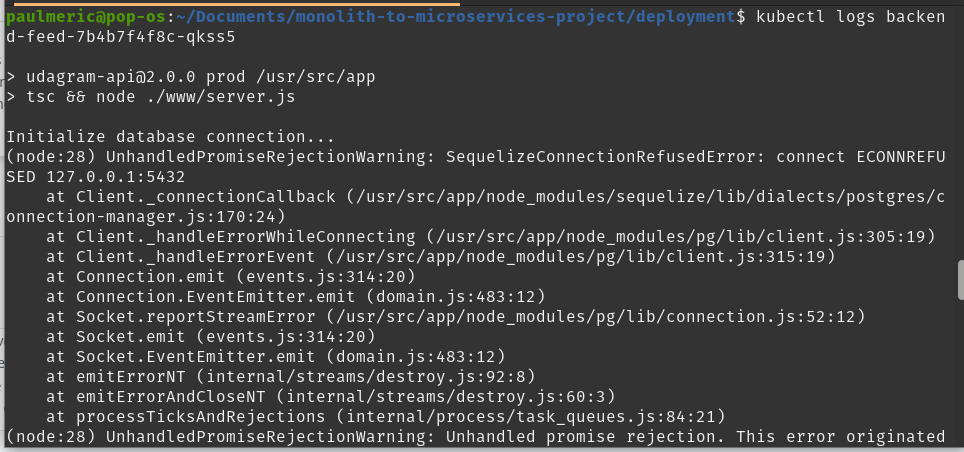 paulmeric@pop-os:~/Documents/monolith-to-microservices-project/deployment$ kubectl logs backen
d-feed-7b4b7f4f8c-qkss5
> udagram-api@2.0.0 prod /usr/src/app
> tsc && node ./www/server.js
Initialize database connection...
(node:28) UnhandledPromiseRejectionWarning: SequelizeConnectionRefusedError: connect ECONNREFU
SED 127.0.0.1:5432
    at Client._connectionCallback (/usr/src/app/node_modules/sequelize/lib/dialects/postgres/c
onnection-manager.js:170:24)
    at Client._handleErrorWhileConnecting (/usr/src/app/node_modules/pg/lib/client.js:305:19)
    at Client._handleErrorEvent (/usr/src/app/node_modules/pg/lib/client.js:315:19)
    at Connection.emit (events.js:314:20)
    at Connection.EventEmitter.emit (domain.js:483:12)
    at Socket.reportStreamError (/usr/src/app/node_modules/pg/lib/connection.js:52:12)
    at Socket.emit (events.js:314:20)
    at Socket.EventEmitter.emit (domain.js:483:12)
    at emitErrorNT (internal/streams/destroy.js:92:8)
    at emitErrorAndCloseNT (internal/streams/destroy.js:60:3)
    at processTicksAndRejections (internal/process/task_queues.js:84:21)
(node:28) UnhandledPromiseRejectionWarning: Unhandled promise rejection. This error originated